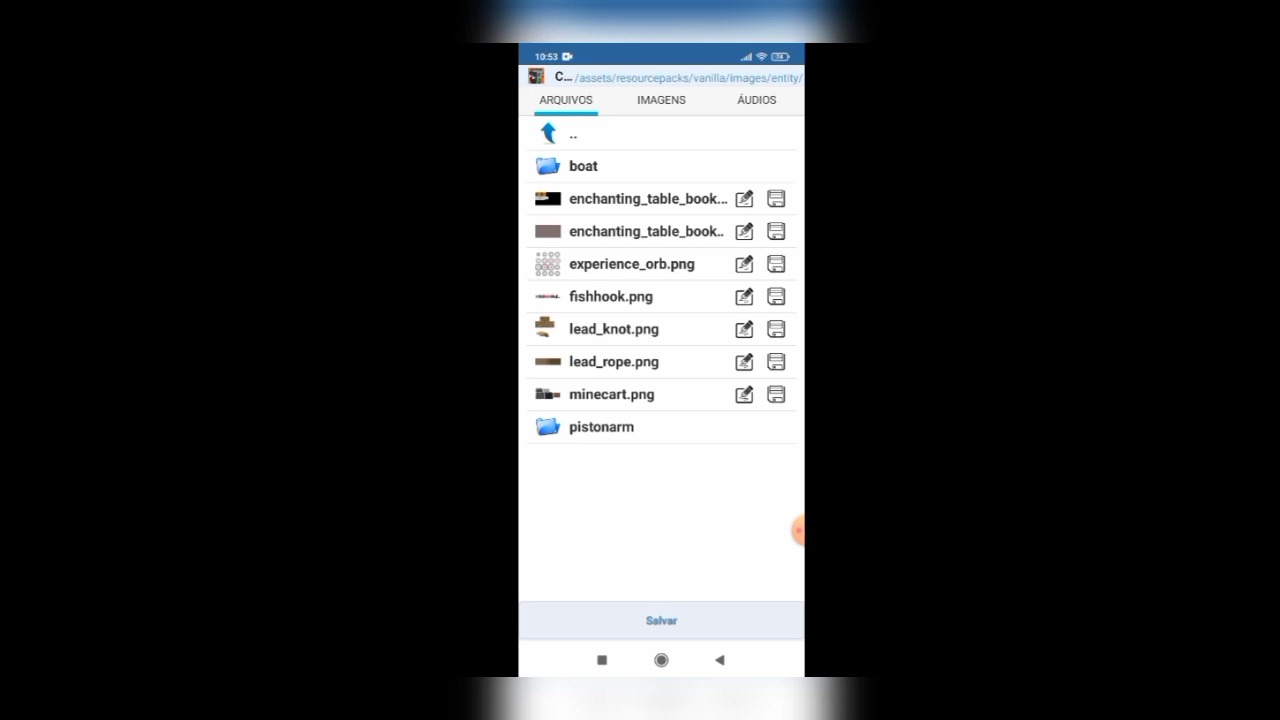 10:53
74
C... /assets/resourcepacks/vanilla/images/entity/
ARQUIVOS IMAGENS ÁUDIOS
..
boat
enchanting_table_book...
enchanting_table_book..
experience_orb.png
fishhook.png
lead_knot.png
lead_rope.png
minecart.png
pistonarm
Salvar